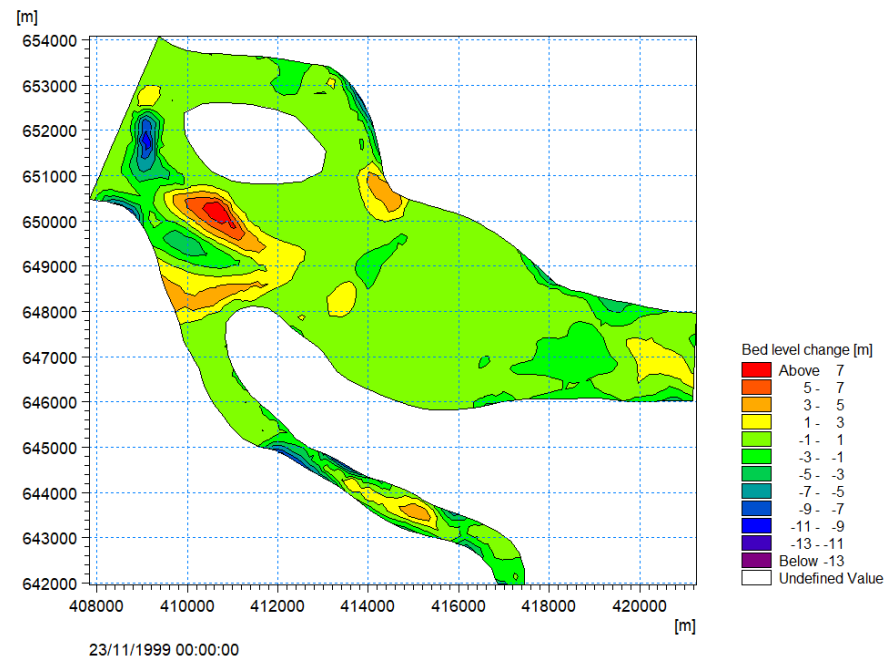 [m]
654000
653000
652000
651000
650000
649000
648000
647000
646000
645000
644000
643000
642000
408000 410000 412000 414000 416000 418000 420000
[m]
23/11/1999 00:00:00
Bed level change [m]
Above 7
5 - 7
3 - 5
1 - 3
-1 - 1
-3 - -1
-5 - -3
-7 - -5
-9 - -7
-11 - -9
-13 - -11
Below -13
Undefined Value